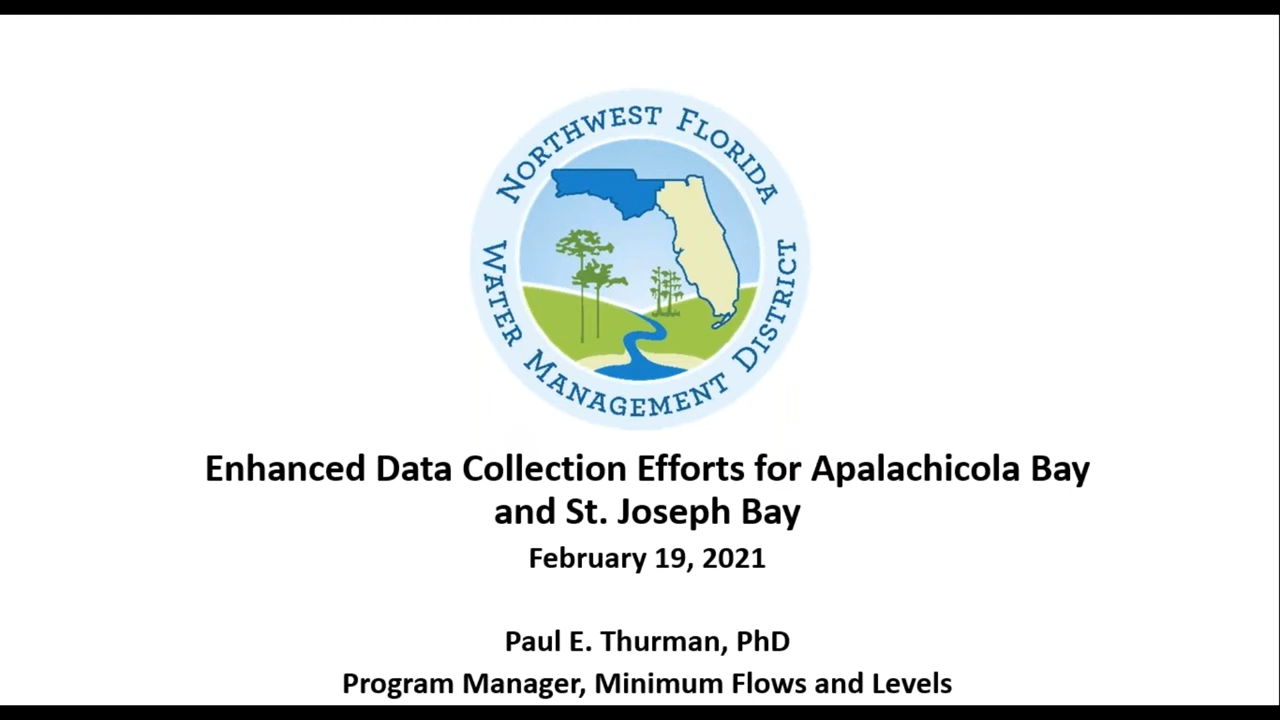 NORTHWEST FLORIDA
WATER MANAGEMENT DISTRICT
Enhanced Data Collection Efforts for Apalachicola Bay
and St. Joseph Bay
February 19, 2021
Paul E. Thurman, PhD
Program Manager, Minimum Flows and Levels